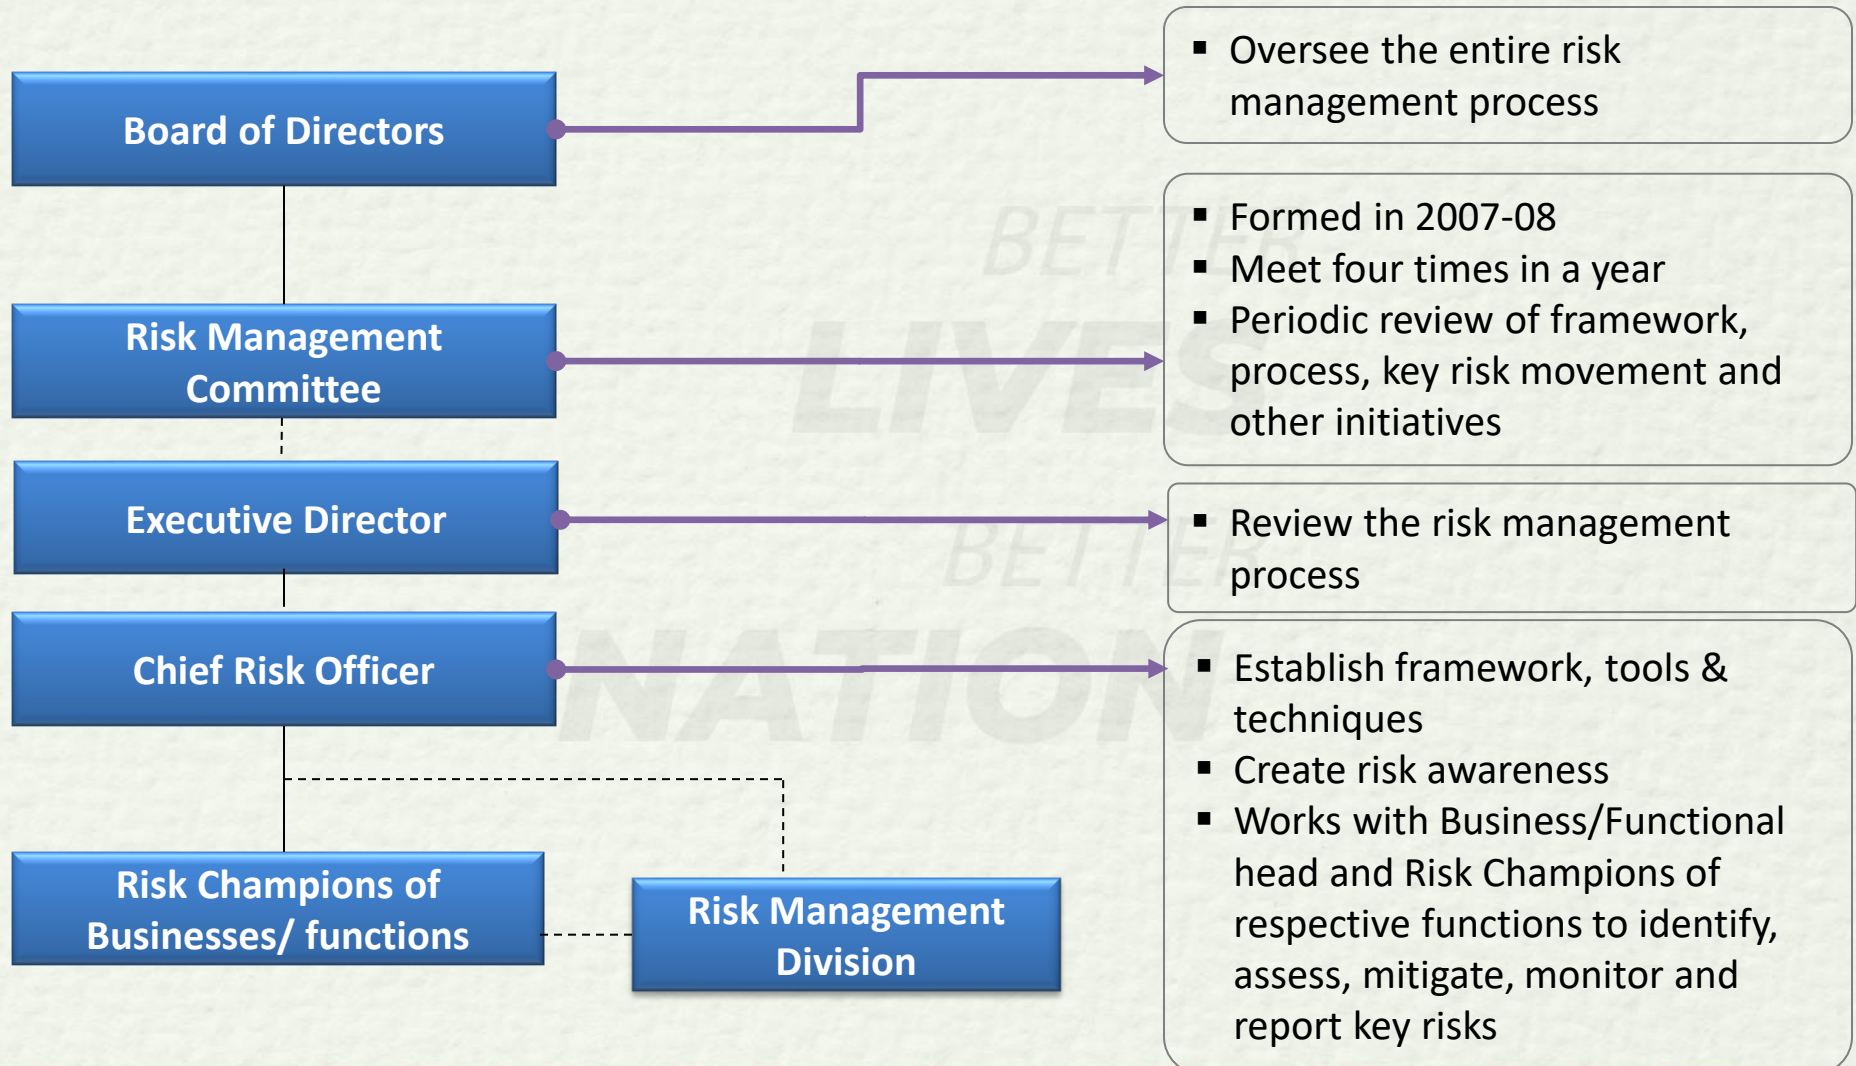 Board of Directors
▪ Oversee the entire risk
management process
Risk Management
Committee
▪ Formed in 2007-08
▪ Meet four times in a year
▪ Periodic review of framework,
process, key risk movement and
other initiatives
Executive Director
▪ Review the risk management
process
Chief Risk Officer
▪ Establish framework, tools &
techniques
▪ Create risk awareness
▪ Works with Business/Functional
head and Risk Champions of
respective functions to identify,
assess, mitigate, monitor and
report key risks
Risk Champions of
Businesses/ functions
Risk Management
Division
BETTER
LIVES
BETTER
NATION